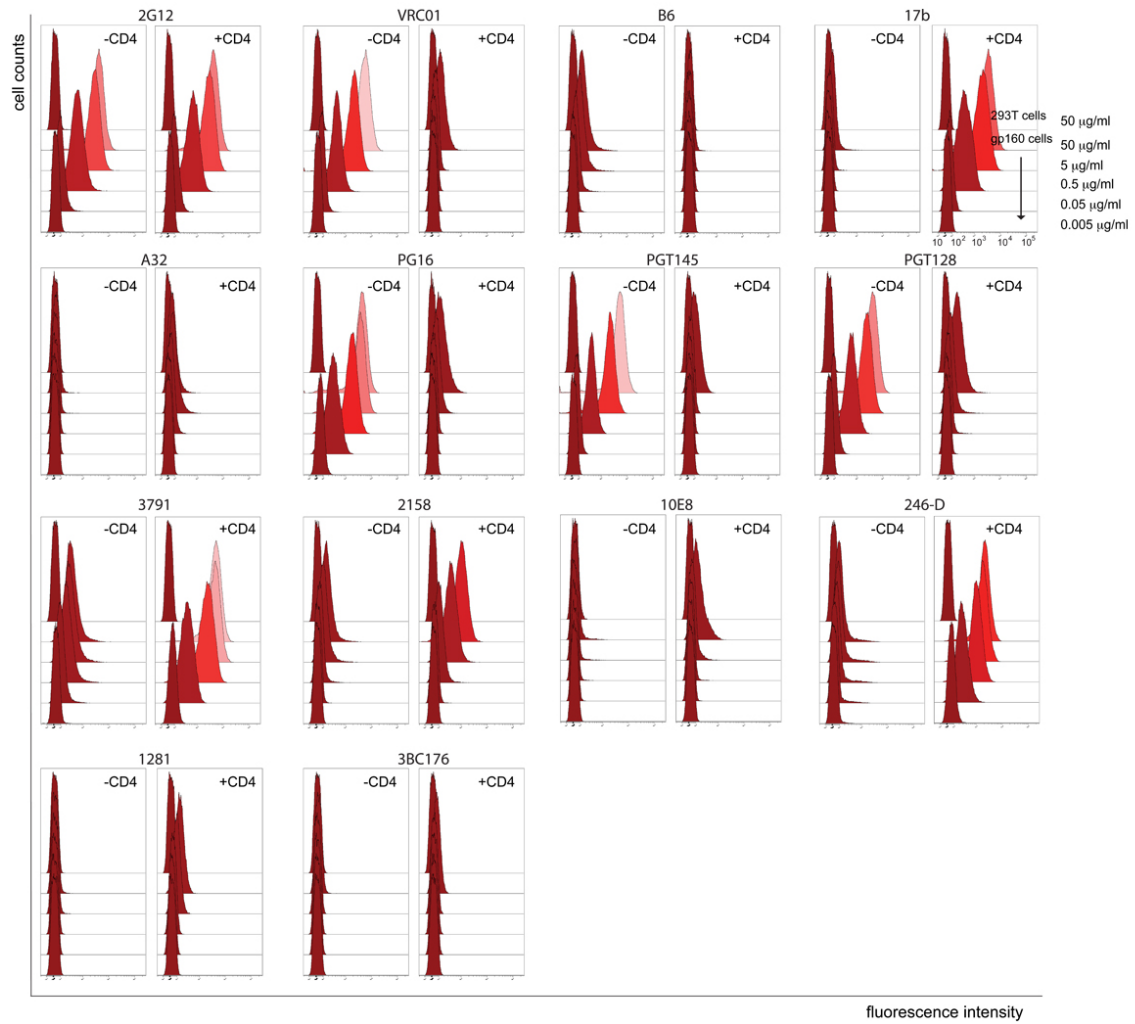 2G12 VRC01 B6 17b
-CD4 +CD4 -CD4 +CD4 -CD4 +CD4 -CD4 +CD4
cell counts
293T cells 50 µg/ml
gp160 cells 50 µg/ml
5 µg/ml
0.5 µg/ml
0.05 µg/ml
0.005 µg/ml
10 10² 10³ 10⁴ 10⁵
A32 PG16 PGT145 PGT128
-CD4 +CD4 -CD4 +CD4 -CD4 +CD4 -CD4 +CD4
3791 2158 10E8 246-D
-CD4 +CD4 -CD4 +CD4 -CD4 +CD4 -CD4 +CD4
1281 3BC176
-CD4 +CD4 -CD4 +CD4
fluorescence intensity